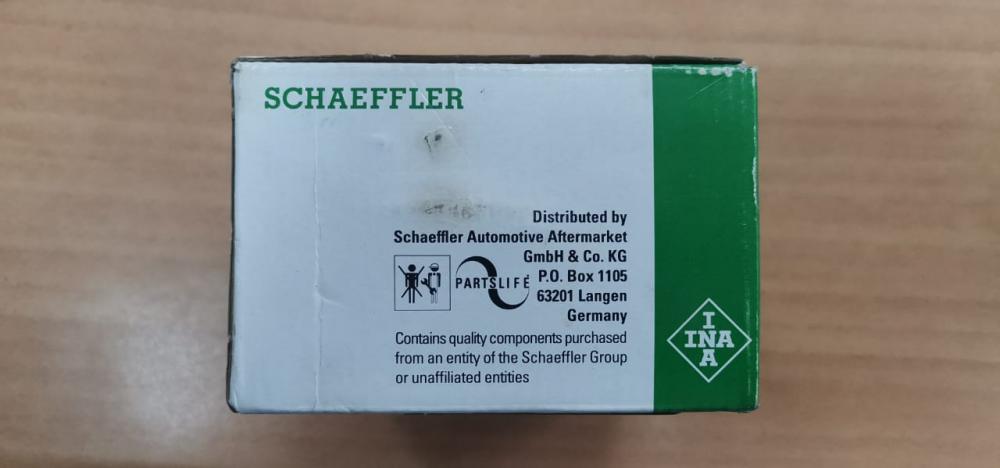 SCHAEFFLER
Distributed by
Schaeffler Automotive Aftermarket
GmbH & Co. KG
P.O. Box 1105
63201 Langen
Germany
PARTSLIFE
Contains quality components purchased
from an entity of the Schaeffler Group
or unaffiliated entities
I
INA
A